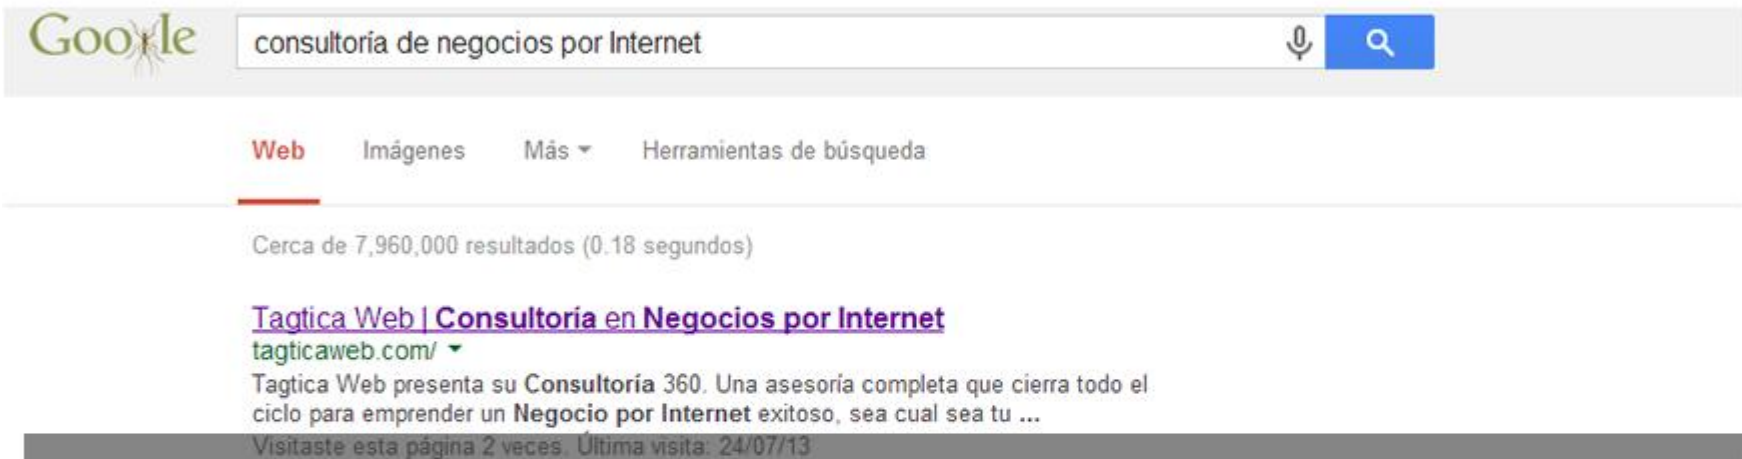 Google
consultoría de negocios por Internet
Web Imágenes Más Herramientas de búsqueda
Cerca de 7,960,000 resultados (0.18 segundos)
Tagtica Web | Consultoría en Negocios por Internet
tagticaweb.com/
Tagtica Web presenta su Consultoría 360. Una asesoría completa que cierra todo el
ciclo para emprender un Negocio por Internet exitoso, sea cual sea tu ...
Visitaste esta página 2 veces. Última visita: 24/07/13